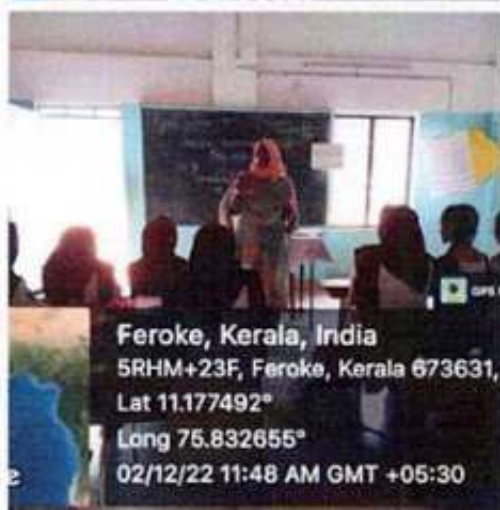 GPS
Feroke, Kerala, India
5RHM+23F, Feroke, Kerala 673631,
Lat 11.177492°
Long 75.832655°
02/12/22 11:48 AM GMT +05:30
e